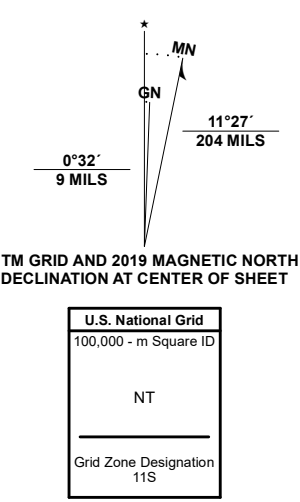 ★
MN
GN
11°27´
204 MILS
0°32´
9 MILS
TM GRID AND 2019 MAGNETIC NORTH
DECLINATION AT CENTER OF SHEET
U.S. National Grid
100,000 - m Square ID
NT
Grid Zone Designation
11S